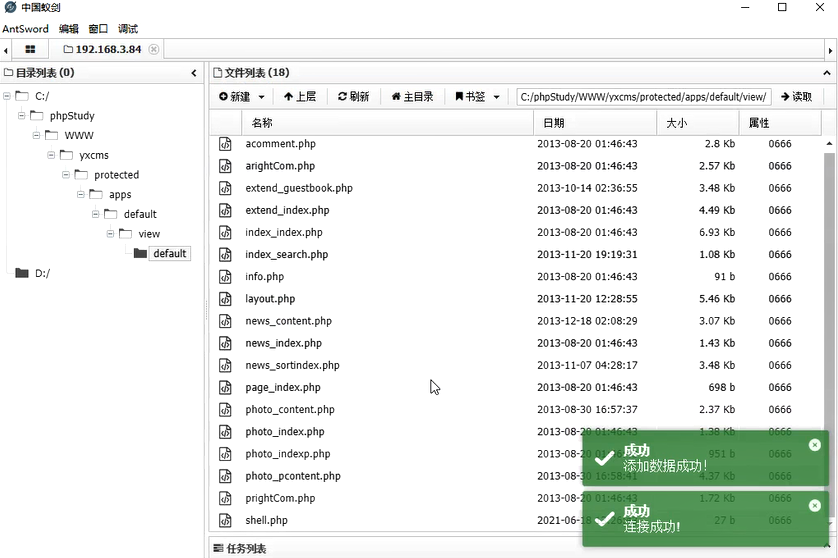 中国蚁剑
AntSword 编辑 窗口 调试
192.168.3.84
目录列表 (0)
C:/
phpStudy
WWW
yxcms
protected
apps
default
view
default
D:/
文件列表 (18)
新建 上层 刷新 主目录 书签 C:/phpStudy/WWW/yxcms/protected/apps/default/view/ 读取
名称 日期 大小 属性
acomment.php 2013-08-20 01:46:43 2.8 Kb 0666
arightCom.php 2013-08-20 01:46:43 2.57 Kb 0666
extend_guestbook.php 2013-10-14 02:36:55 3.48 Kb 0666
extend_index.php 2013-08-20 01:46:43 4.49 Kb 0666
index_index.php 2013-08-20 01:46:43 6.93 Kb 0666
index_search.php 2013-11-20 19:19:31 1.08 Kb 0666
info.php 2013-08-20 01:46:43 91 b 0666
layout.php 2013-11-20 12:28:55 5.46 Kb 0666
news_content.php 2013-12-18 02:08:29 3.07 Kb 0666
news_index.php 2013-08-20 01:46:43 1.43 Kb 0666
news_sortindex.php 2013-11-07 04:28:17 3.48 Kb 0666
page_index.php 2013-08-20 01:46:43 698 b 0666
photo_content.php 2013-08-30 16:57:37 2.37 Kb 0666
photo_index.php 2013-08-20 01:46:43 1.38 Kb 0666
photo_indexp.php 2013-08-20 951 b 0666
photo_pcontent.php 2013-08-30 16:58:41 4.37 Kb 0666
prightCom.php 2013-08-20 01:46:43 1.72 Kb 0666
shell.php 2021-06-18 27 b 0666
成功
添加数据成功!
成功
连接成功!
任务列表